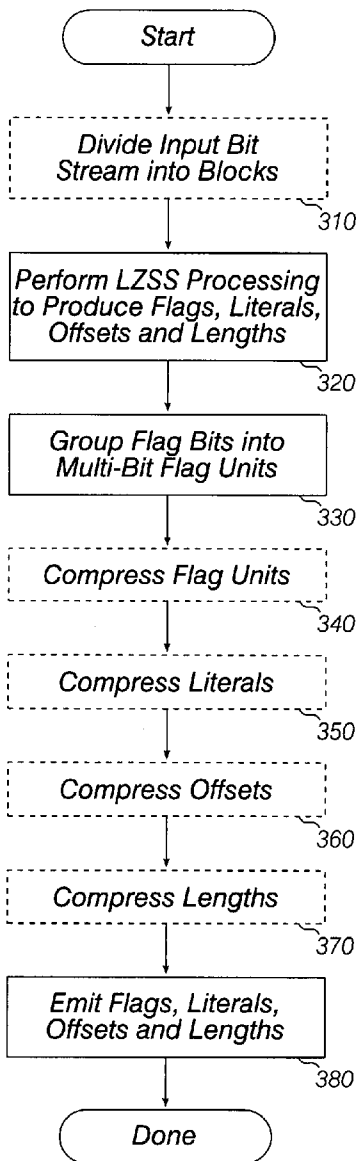 Start
Divide Input Bit
Stream into Blocks
310
Perform LZSS Processing
to Produce Flags, Literals,
Offsets and Lengths
320
Group Flag Bits into
Multi-Bit Flag Units
330
Compress Flag Units
340
Compress Literals
350
Compress Offsets
360
Compress Lengths
370
Emit Flags, Literals,
Offsets and Lengths
380
Done